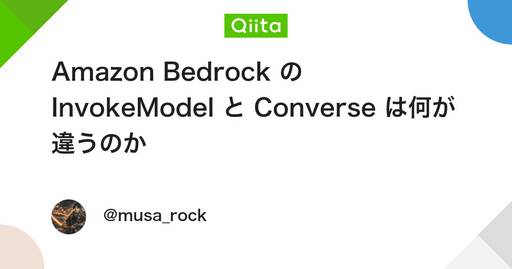 Qiita
Amazon Bedrock の
InvokeModel と Converse は何が
違うのか
@musa_rock